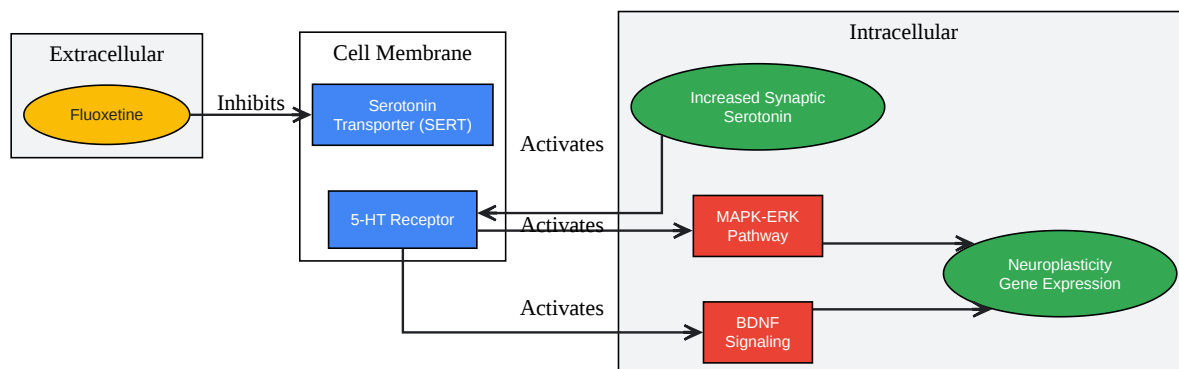 Extracellular
Fluoxetine
Inhibits
Cell Membrane
Serotonin
Transporter (SERT)
5-HT Receptor
Activates
Activates
Activates
Intracellular
Increased Synaptic
Serotonin
MAPK-ERK
Pathway
BDNF
Signaling
Neuroplasticity
Gene Expression